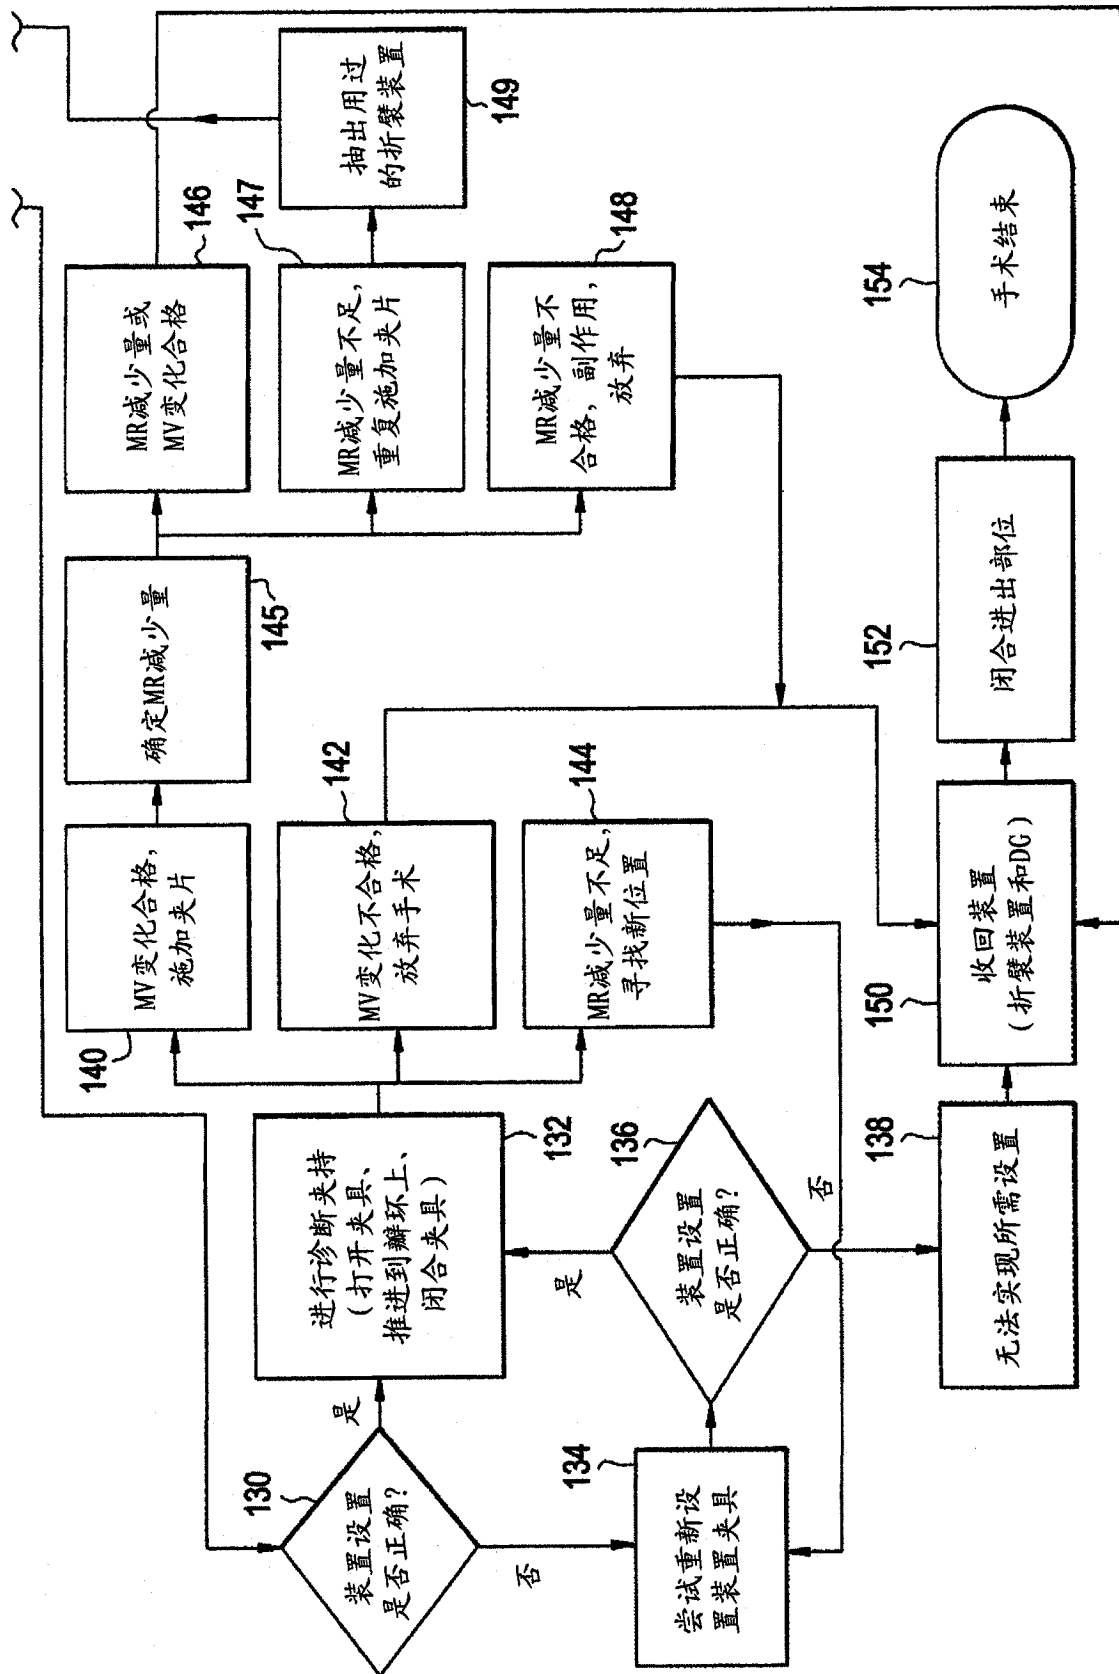 130
装置设置
是否正确?
是
否
132
进行诊断夹持
(打开夹具、
推进到瓣环上、
闭合夹具)
134
尝试重新设
置装置夹具
136
装置设置
是否正确?
是
否
138
无法实现所需设置
140
MV变化合格,
施加夹片
142
MV变化不合格,
放弃手术
144
MR减少量不足,
寻找新位置
145
确定MR减少量
146
MR减少量或
MV变化合格
147
MR减少量不足,
重复施加夹片
148
MR减少量不
合格, 副作用,
放弃
149
抽出用过
的折襞装置
150
收回装置
(折襞装置和DG)
152
闭合进出部位
154
手术结束